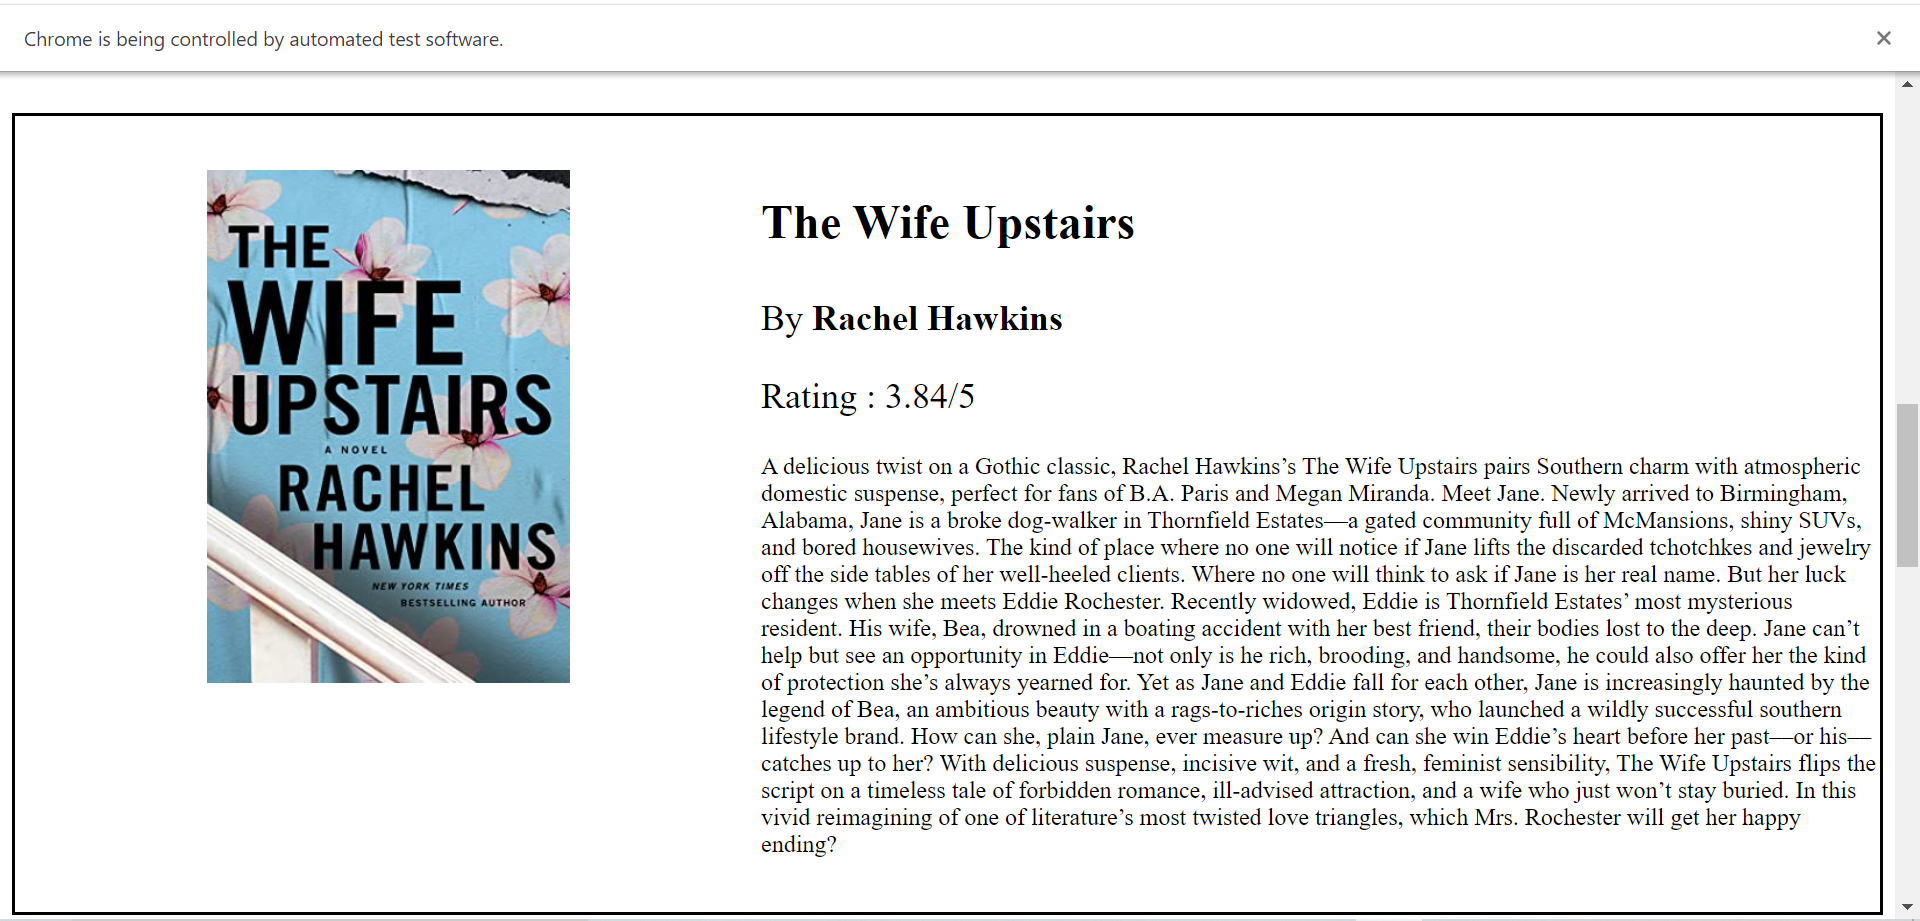 Chrome is being controlled by automated test software.
THE
WIFE
UPSTAIRS
A NOVEL
RACHEL
HAWKINS
NEW YORK TIMES
BESTSELLING AUTHOR
The Wife Upstairs
By Rachel Hawkins
Rating : 3.84/5
A delicious twist on a Gothic classic, Rachel Hawkins’s The Wife Upstairs pairs Southern charm with atmospheric
domestic suspense, perfect for fans of B.A. Paris and Megan Miranda. Meet Jane. Newly arrived to Birmingham,
Alabama, Jane is a broke dog-walker in Thornfield Estates—a gated community full of McMansions, shiny SUVs,
and bored housewives. The kind of place where no one will notice if Jane lifts the discarded tchotchkes and jewelry
off the side tables of her well-heeled clients. Where no one will think to ask if Jane is her real name. But her luck
changes when she meets Eddie Rochester. Recently widowed, Eddie is Thornfield Estates’ most mysterious
resident. His wife, Bea, drowned in a boating accident with her best friend, their bodies lost to the deep. Jane can’t
help but see an opportunity in Eddie—not only is he rich, brooding, and handsome, he could also offer her the kind
of protection she’s always yearned for. Yet as Jane and Eddie fall for each other, Jane is increasingly haunted by the
legend of Bea, an ambitious beauty with a rags-to-riches origin story, who launched a wildly successful southern
lifestyle brand. How can she, plain Jane, ever measure up? And can she win Eddie’s heart before her past—or his—
catches up to her? With delicious suspense, incisive wit, and a fresh, feminist sensibility, The Wife Upstairs flips the
script on a timeless tale of forbidden romance, ill-advised attraction, and a wife who just won’t stay buried. In this
vivid reimagining of one of literature’s most twisted love triangles, which Mrs. Rochester will get her happy
ending?